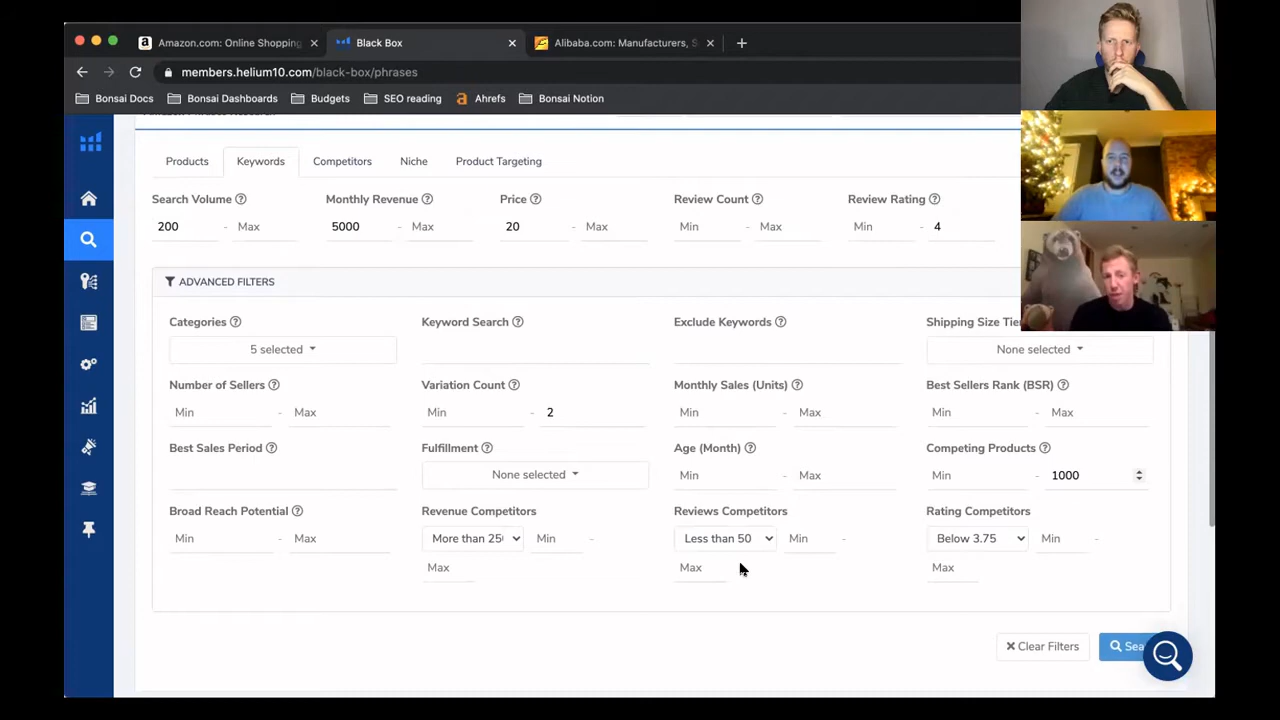 Amazon.com: Online Shopping
Black Box
Alibaba.com: Manufacturers, S
members.helium10.com/black-box/phrases
Bonsai Docs Bonsai Dashboards Budgets SEO reading Ahrefs Bonsai Notion
Products Keywords Competitors Niche Product Targeting
Search Volume Monthly Revenue Price Review Count Review Rating
200 - Max 5000 - Max 20 - Max Min - Max Min - 4
ADVANCED FILTERS
Categories Keyword Search Exclude Keywords Shipping Size Tie
5 selected None selected
Number of Sellers Variation Count Monthly Sales (Units) Best Sellers Rank (BSR)
Min - Max Min - 2 Min - Max Min - Max
Best Sales Period Fulfillment Age (Month) Competing Products
None selected Min - Max Min - 1000
Broad Reach Potential Revenue Competitors Reviews Competitors Rating Competitors
Min - Max More than 25 Min - Less than 50 Min - Below 3.75 Min -
Max Max Max
Clear Filters Sea